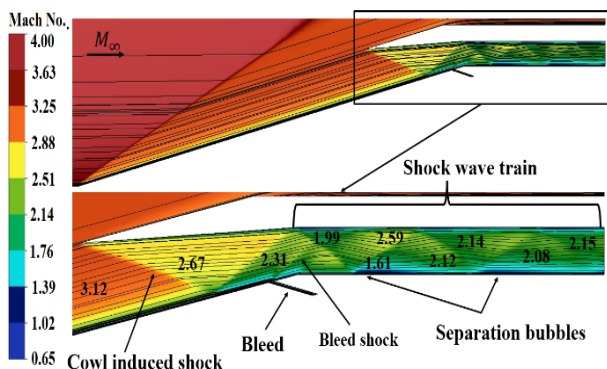 Mach No.
4.00
3.63
3.25
2.88
2.51
2.14
1.76
1.39
1.02
0.65
M∞
Shock wave train
3.12
2.67
2.31
1.99
2.59
1.61
2.12
2.14
2.08
2.15
Cowl induced shock
Bleed
Bleed shock
Separation bubbles